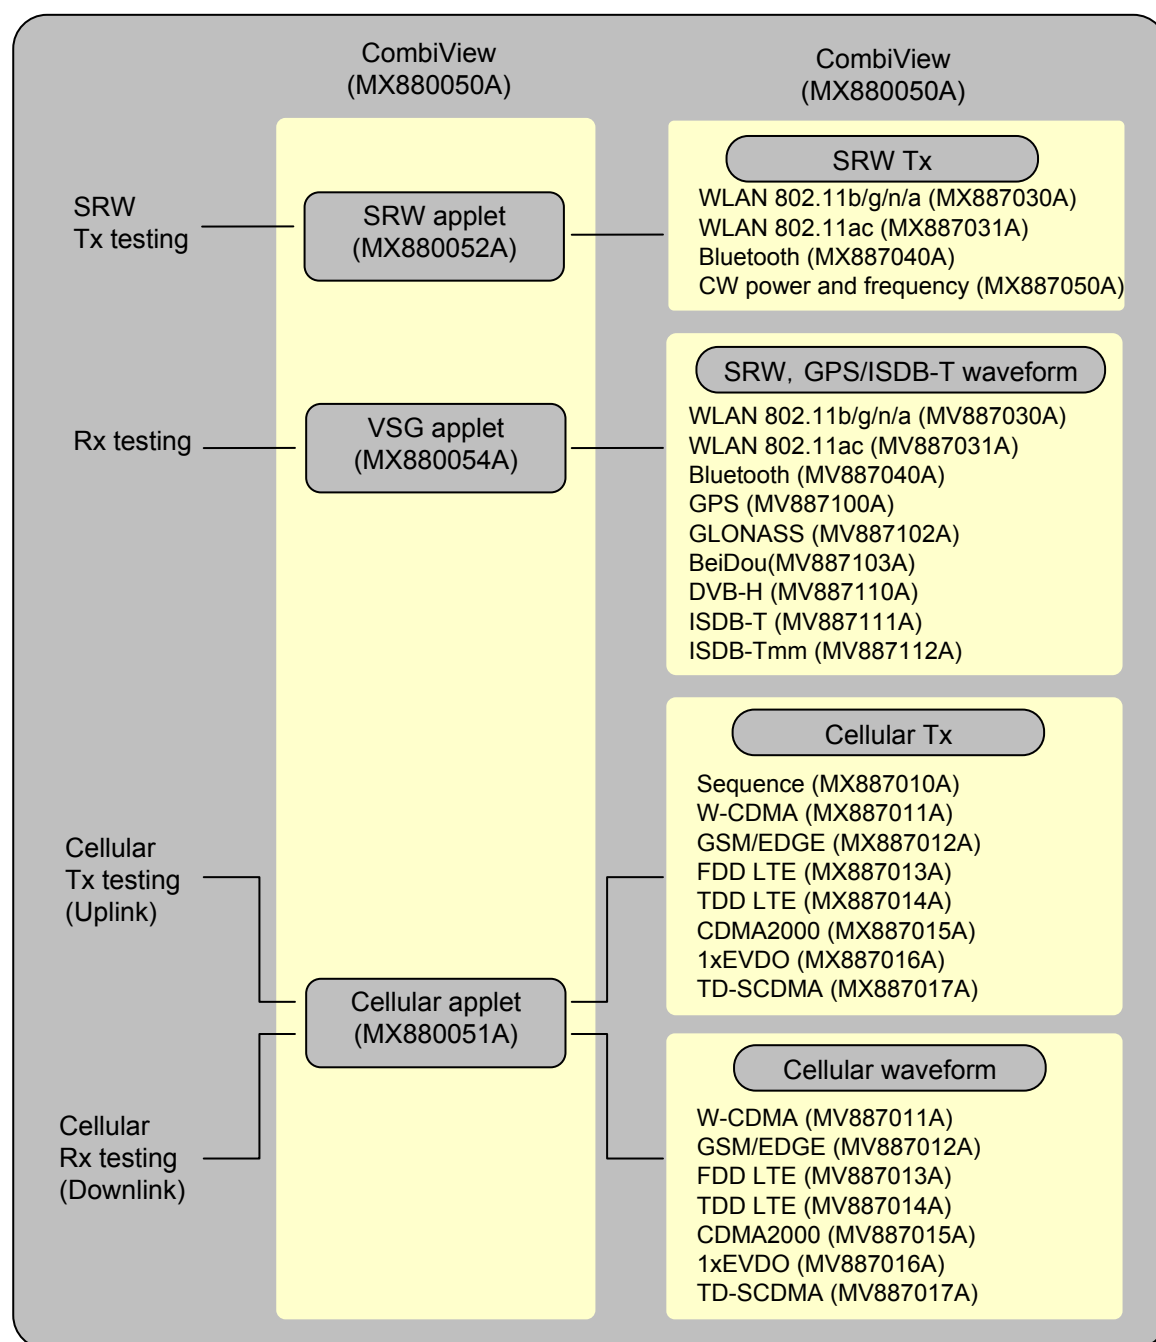 CombiView
(MX880050A)
CombiView
(MX880050A)
SRW
Tx testing
SRW applet
(MX880052A)
SRW Tx
WLAN 802.11b/g/n/a (MX887030A)
WLAN 802.11ac (MX887031A)
Bluetooth (MX887040A)
CW power and frequency (MX887050A)
Rx testing
VSG applet
(MX880054A)
SRW, GPS/ISDB-T waveform
WLAN 802.11b/g/n/a (MV887030A)
WLAN 802.11ac (MV887031A)
Bluetooth (MV887040A)
GPS (MV887100A)
GLONASS (MV887102A)
BeiDou(MV887103A)
DVB-H (MV887110A)
ISDB-T (MV887111A)
ISDB-Tmm (MV887112A)
Cellular
Tx testing
(Uplink)
Cellular
Rx testing
(Downlink)
Cellular applet
(MX880051A)
Cellular Tx
Sequence (MX887010A)
W-CDMA (MX887011A)
GSM/EDGE (MX887012A)
FDD LTE (MX887013A)
TDD LTE (MX887014A)
CDMA2000 (MX887015A)
1xEVDO (MX887016A)
TD-SCDMA (MX887017A)
Cellular waveform
W-CDMA (MV887011A)
GSM/EDGE (MV887012A)
FDD LTE (MV887013A)
TDD LTE (MV887014A)
CDMA2000 (MV887015A)
1xEVDO (MV887016A)
TD-SCDMA (MV887017A)